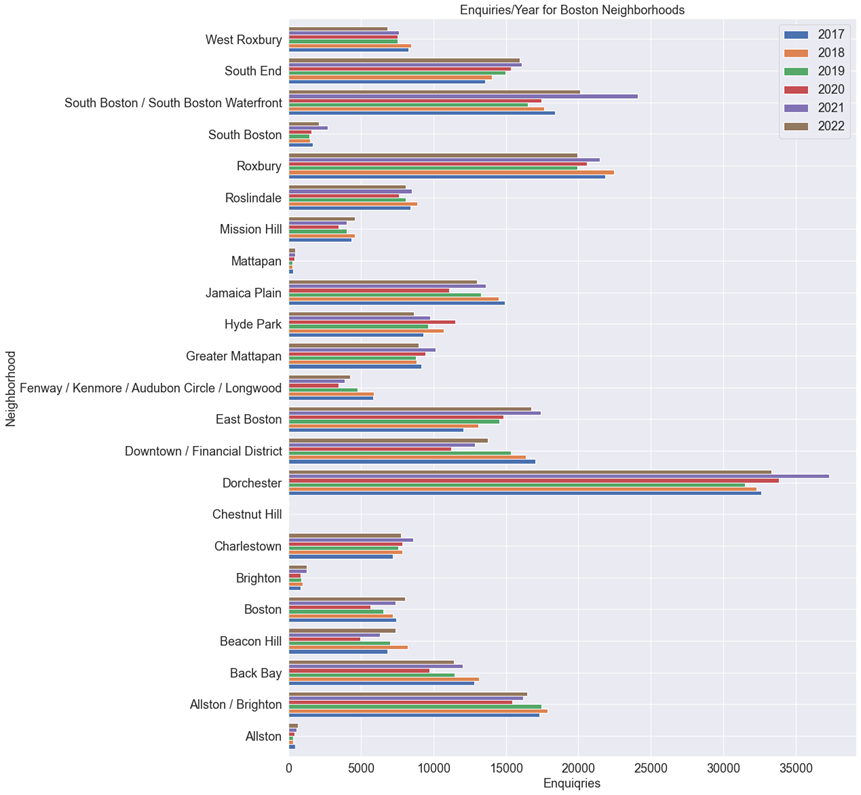 Enquiries/Year for Boston Neighborhoods
2017
2018
2019
2020
2021
2022
Neighborhood
West Roxbury
South End
South Boston / South Boston Waterfront
South Boston
Roxbury
Roslindale
Mission Hill
Mattapan
Jamaica Plain
Hyde Park
Greater Mattapan
Fenway / Kenmore / Audubon Circle / Longwood
East Boston
Downtown / Financial District
Dorchester
Chestnut Hill
Charlestown
Brighton
Boston
Beacon Hill
Back Bay
Allston / Brighton
Allston
0 5000 10000 15000 20000 25000 30000 35000
Enquiqries